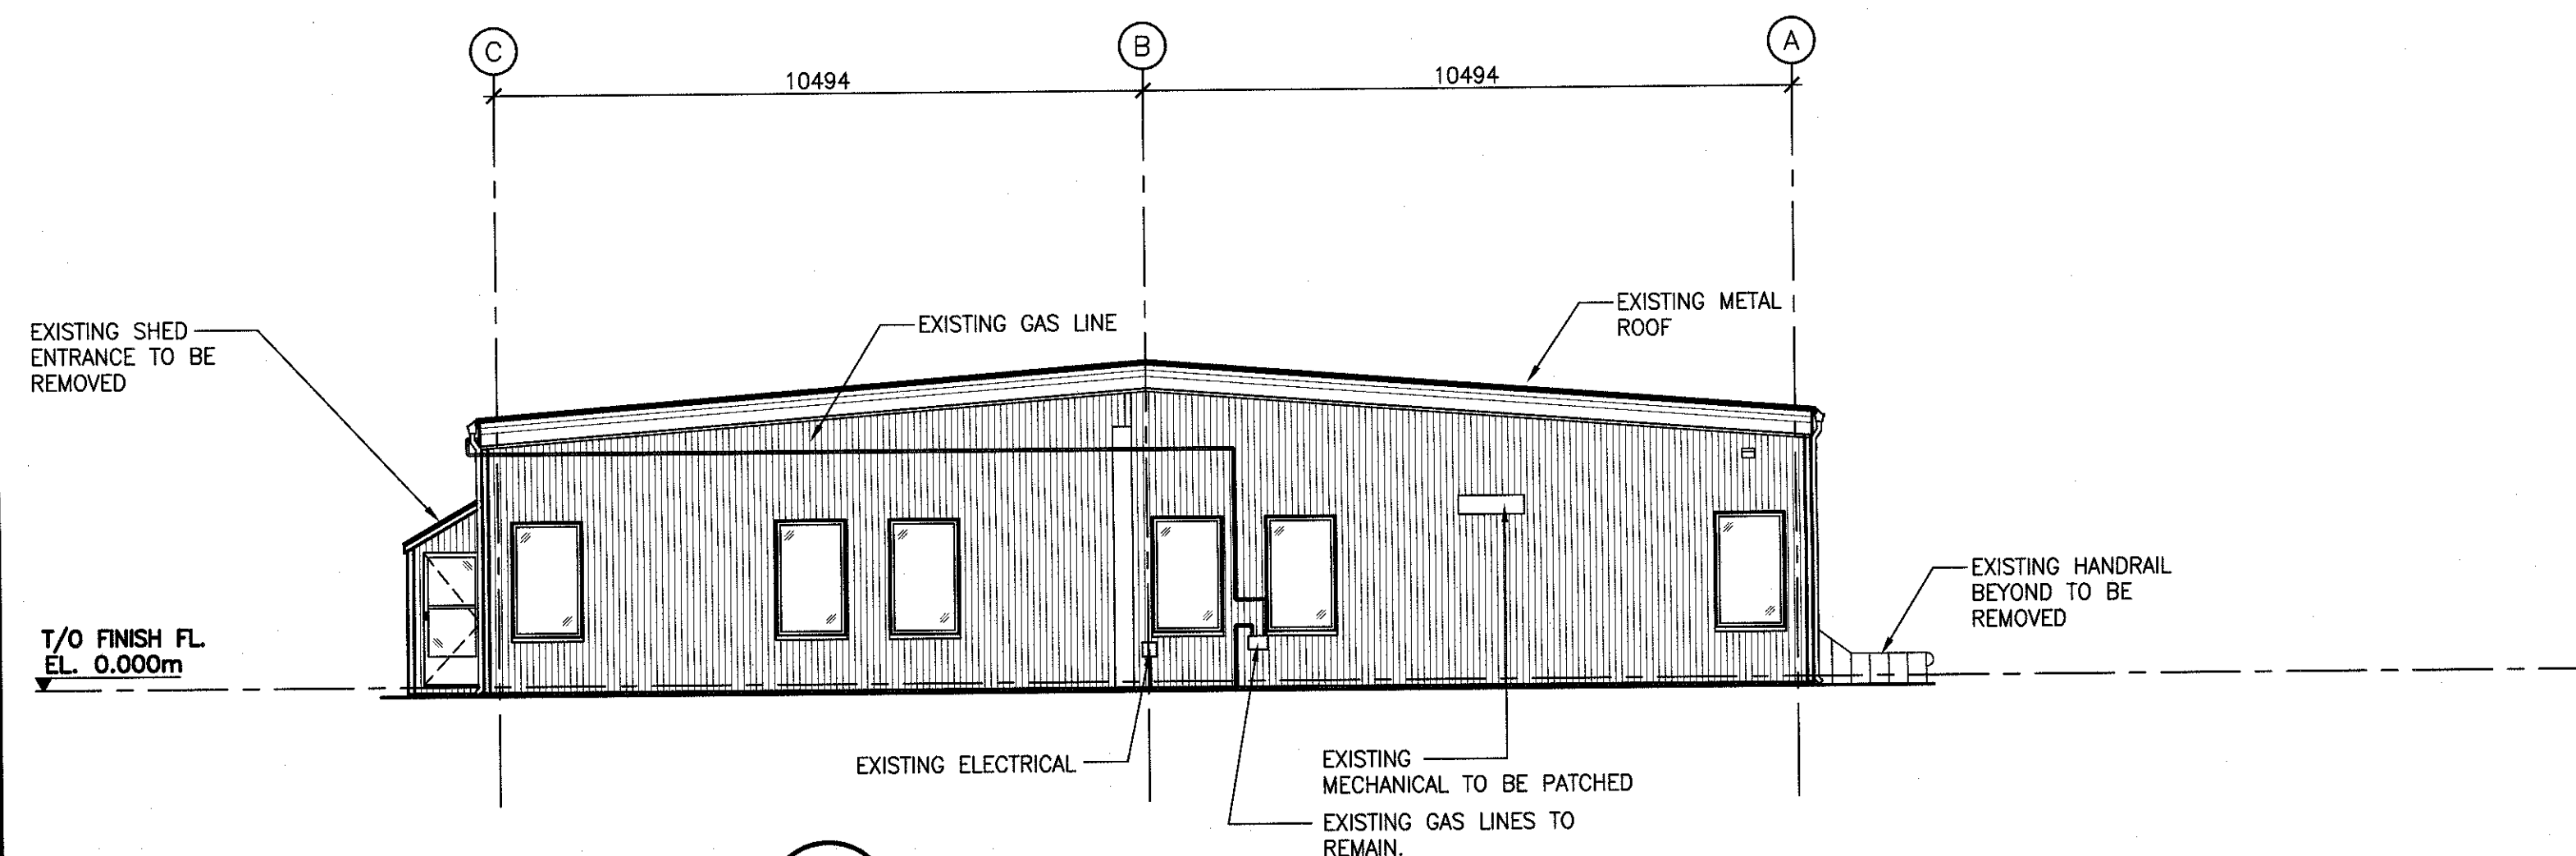 C
B
A
10494
10494
EXISTING METAL
ROOF
EXISTING GAS LINE
EXISTING SHED
ENTRANCE TO BE
REMOVED
EXISTING HANDRAIL
BEYOND TO BE
REMOVED
T/O FINISH FL.
EL. 0.000m
EXISTING ELECTRICAL
EXISTING
MECHANICAL TO BE PATCHED
EXISTING GAS LINES TO
REMAIN.